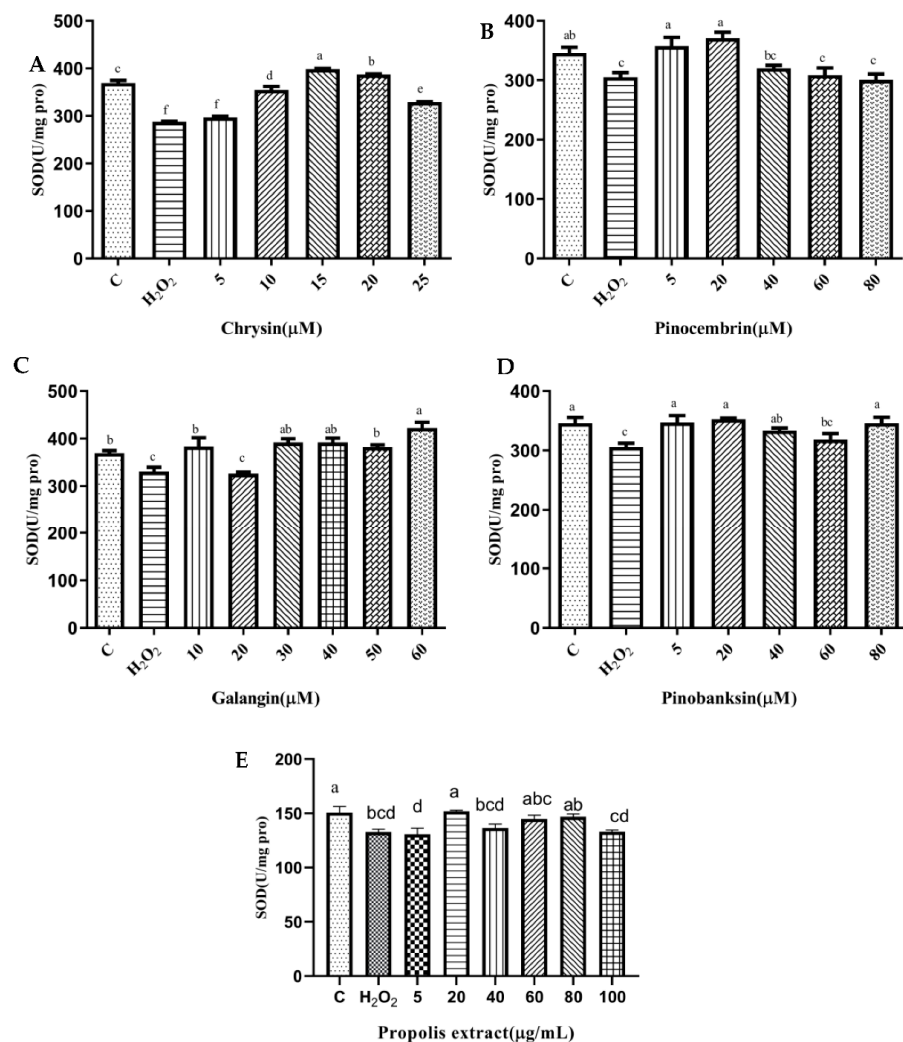 A
SOD(U/mg pro)
500
400
300
200
100
0
c
f
f
d
a
b
e
C
H₂O₂
5
10
15
20
25
Chrysin(μM)
B
SOD(U/mg pro)
400
300
200
100
0
ab
c
a
a
bc
c
c
C
H₂O₂
5
20
40
60
80
Pinocembrin(μM)
C
SOD(U/mg pro)
500
400
300
200
100
0
b
c
b
c
ab
ab
b
a
C
H₂O₂
10
20
30
40
50
60
Galangin(μM)
D
SOD(U/mg pro)
400
300
200
100
0
a
c
a
a
ab
bc
a
C
H₂O₂
5
20
40
60
80
Pinobanksin(μM)
E
SOD(U/mg pro)
200
150
100
50
0
a
bcd
d
a
bcd
abc
ab
cd
C
H₂O₂
5
20
40
60
80
100
Propolis extract(μg/mL)